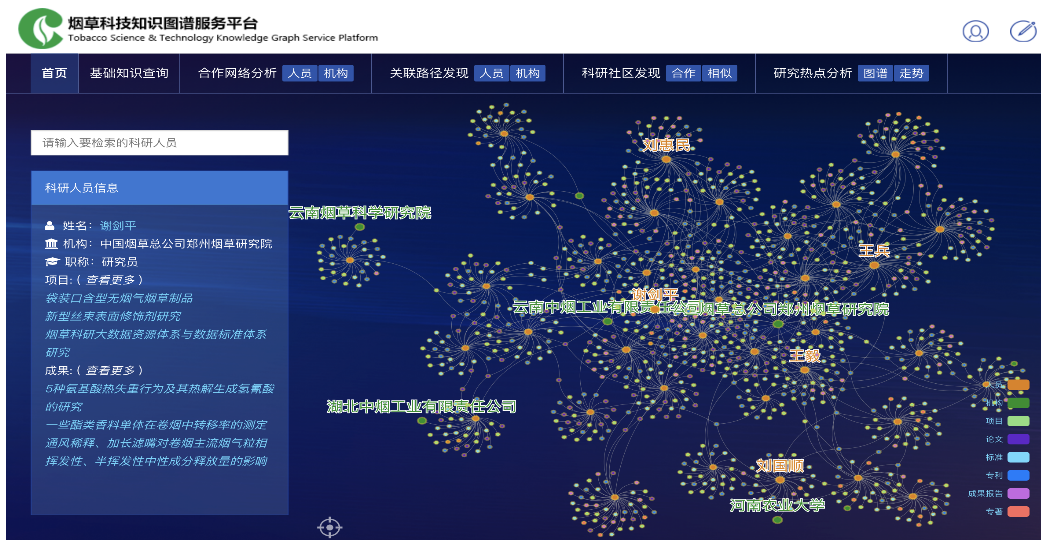 烟草科技知识图谱服务平台
Tobacco Science & Technology Knowledge Graph Service Platform
首页 基础知识查询 合作网络分析 人员 机构 关联路径发现 人员 机构 科研社区发现 合作 相似 研究热点分析 图谱 走势
请输入要检索的科研人员
科研人员信息
姓名：谢剑平
机构：中国烟草总公司郑州烟草研究院
职称：研究员
项目：( 查看更多 )
袋装口含型无烟气烟草制品
新型丝束表面修饰剂研究
烟草科研大数据资源体系与数据标准体系
研究
成果：( 查看更多 )
5种氨基酸热失重行为及其热解生成氢氰酸
的研究
一些酯类香料单体在卷烟中转移率的测定
通风稀释、加长滤嘴对卷烟主流烟气粒相
挥发性、半挥发性中性成分释放量的影响
刘惠民
云南烟草科学研究院
王兵
谢剑平
云南中烟工业有限责任公司
烟草总公司郑州烟草研究院
王毅
湖北中烟工业有限责任公司
刘国顺
河南农业大学
项目
论文
标准
专利
成果报告
专著